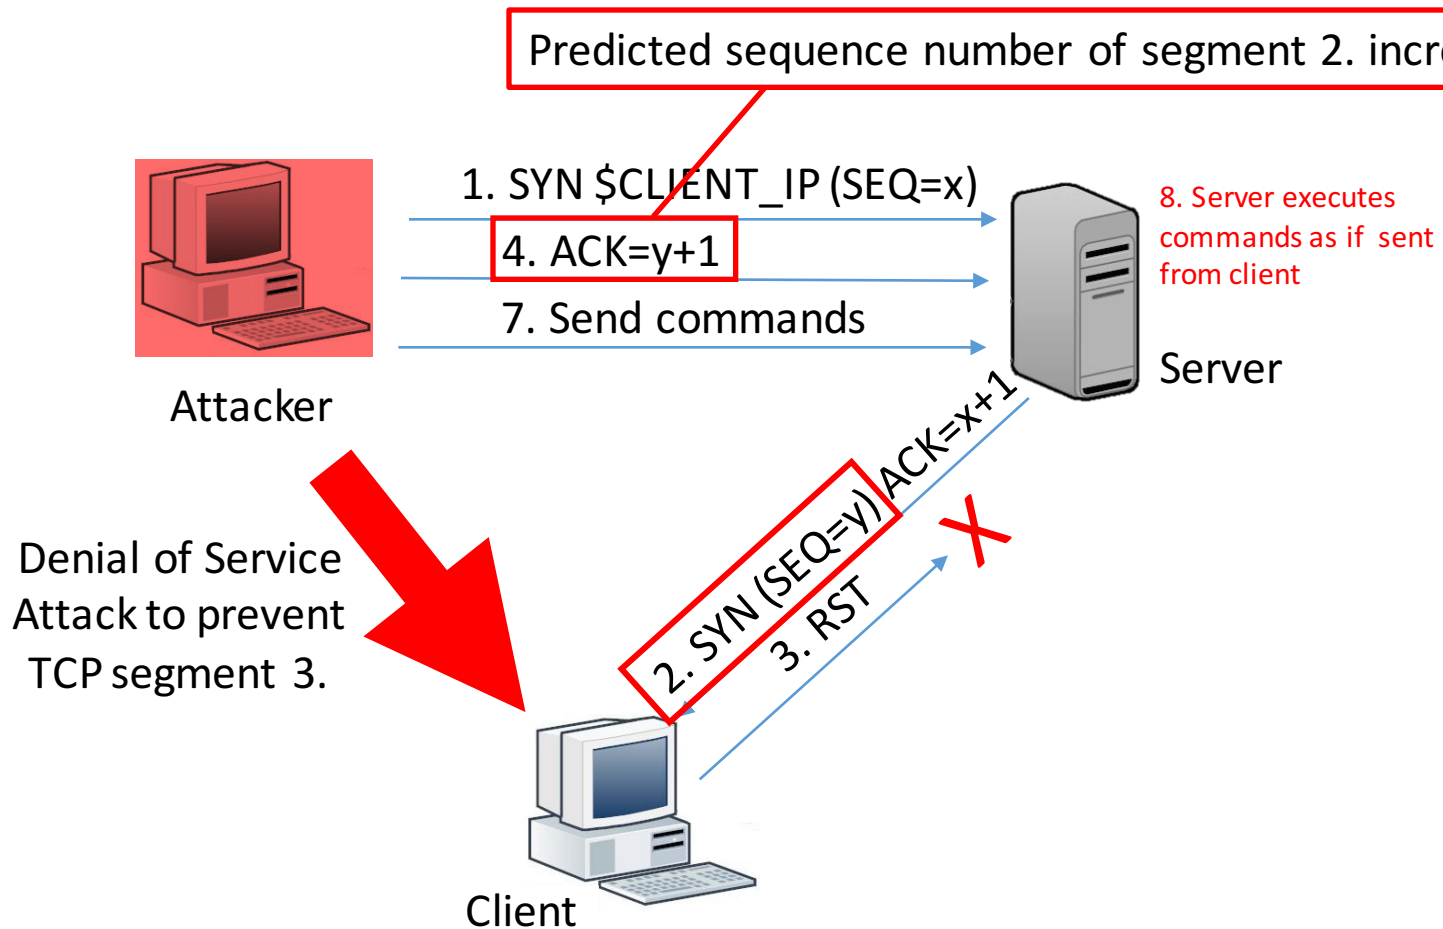 Predicted sequence number of segment 2. incre
1. SYN $CLIENT_IP (SEQ=x)
4. ACK=y+1
7. Send commands
8. Server executes
commands as if sent
from client
Server
Attacker
2. SYN (SEQ=y) ACK=x+1
3. RST
X
Denial of Service
Attack to prevent
TCP segment 3.
Client